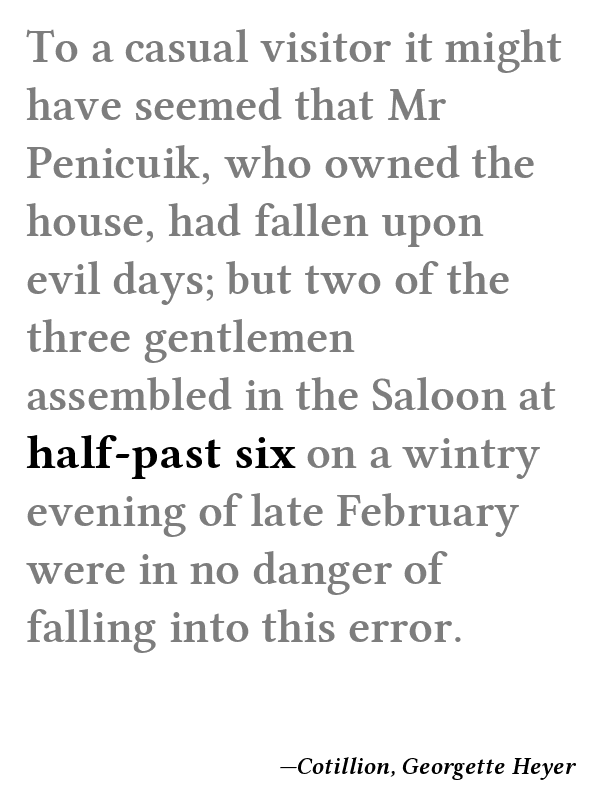 To a casual visitor it might
have seemed that Mr
Penicuik, who owned the
house, had fallen upon
evil days; but two of the
three gentlemen
assembled in the Saloon at
half-past six on a wintry
evening of late February
were in no danger of
falling into this error.
—Cotillion, Georgette Heyer